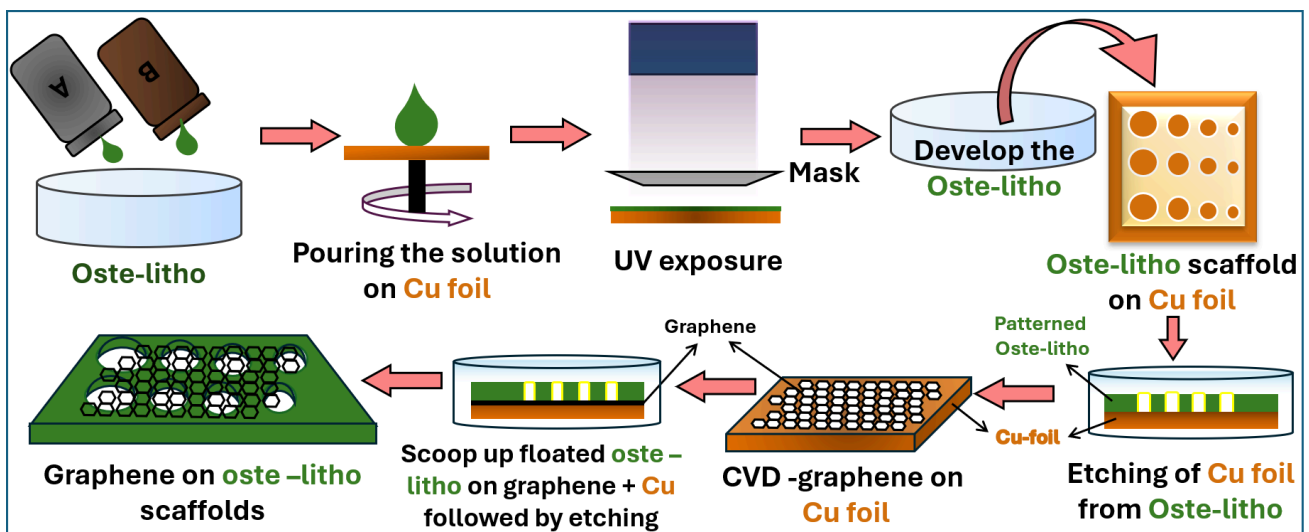 A
B
Oste-litho
Pouring the solution
on Cu foil
Mask
UV exposure
Develop the
Oste-litho
Oste-litho scaffold
on Cu foil
Patterned
Oste-litho
Cu-foil
Etching of Cu foil
from Oste-litho
Graphene
CVD -graphene on
Cu foil
Scoop up floated oste –
litho on graphene + Cu
followed by etching
Graphene on oste –litho
scaffolds